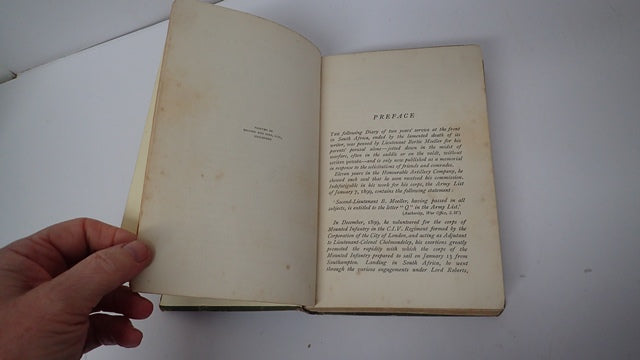 PRINTED BY
PREFACE
THE following Diary of two years' service at the front
in South Africa, ended by the lamented death of its
writer, was penned by Lieutenant Bertie Moeller for his
parents' perusal alone—jotted down in the midst of
warfare, often in the saddle or on the veldt, without
serious upsets—and is only now published as a memorial
in response to the solicitations of friends and comrades.
Eleven years in the Honourable Artillery Company, he
showed such zeal that he soon received his commission.
Indefatigable in his work for his corps, the Army List
of January 7, 1899, contains the following statement:
'Second-Lieutenant B. Moeller, having passed in all
subjects, is entitled to the letter "Q" in the Army List.'
(Authority, War Office, S.W.)
In December, 1899, he volunteered for the corps of
Mounted Infantry in the C.I.V. Regiment formed by the
Corporation of the City of London, and acting as Adjutant
to Lieutenant-Colonel Cholmondeley, his exertions greatly
promoted the rapidity with which the corps of the
Mounted Infantry prepared to sail on January 13 from
Southampton. Landing in South Africa, he went
through the various engagements under Lord Roberts,